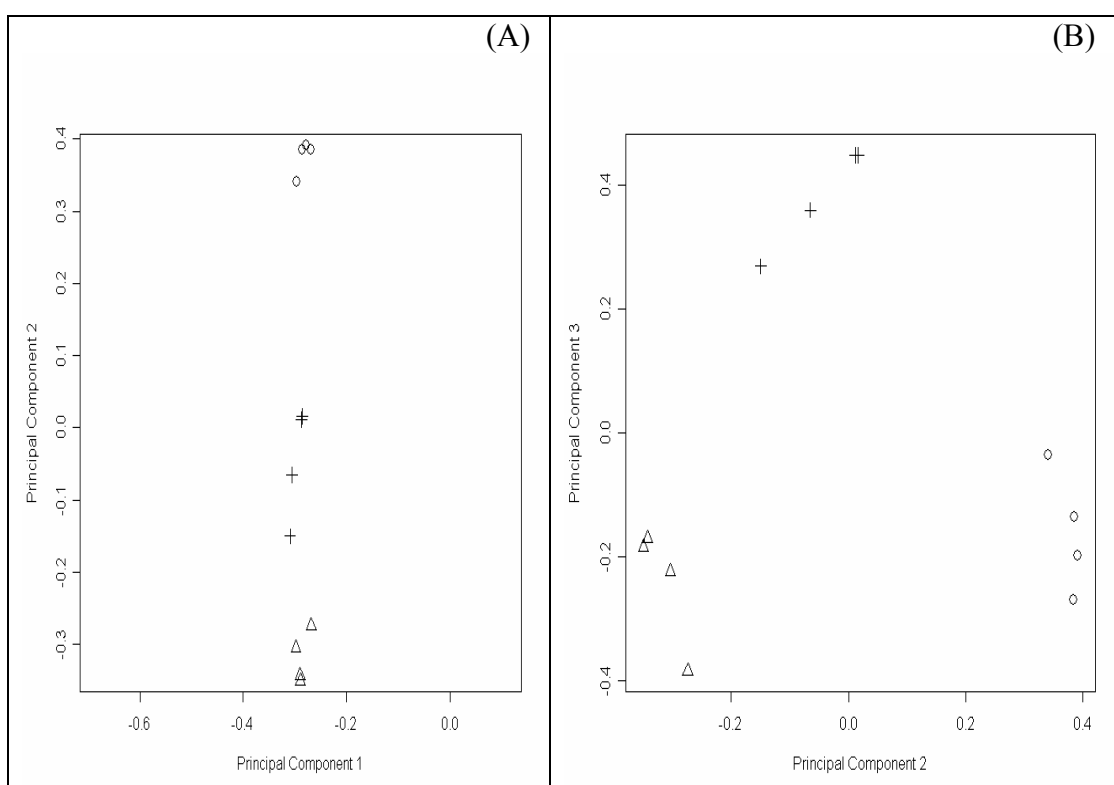 (A)
Principal Component 2
0.4
0.3
0.2
0.1
0.0
-0.1
-0.2
-0.3
-0.6 -0.4 -0.2 0.0
Principal Component 1
(B)
Principal Component 3
0.4
0.2
0.0
-0.2
-0.4
-0.2 0.0 0.2 0.4
Principal Component 2